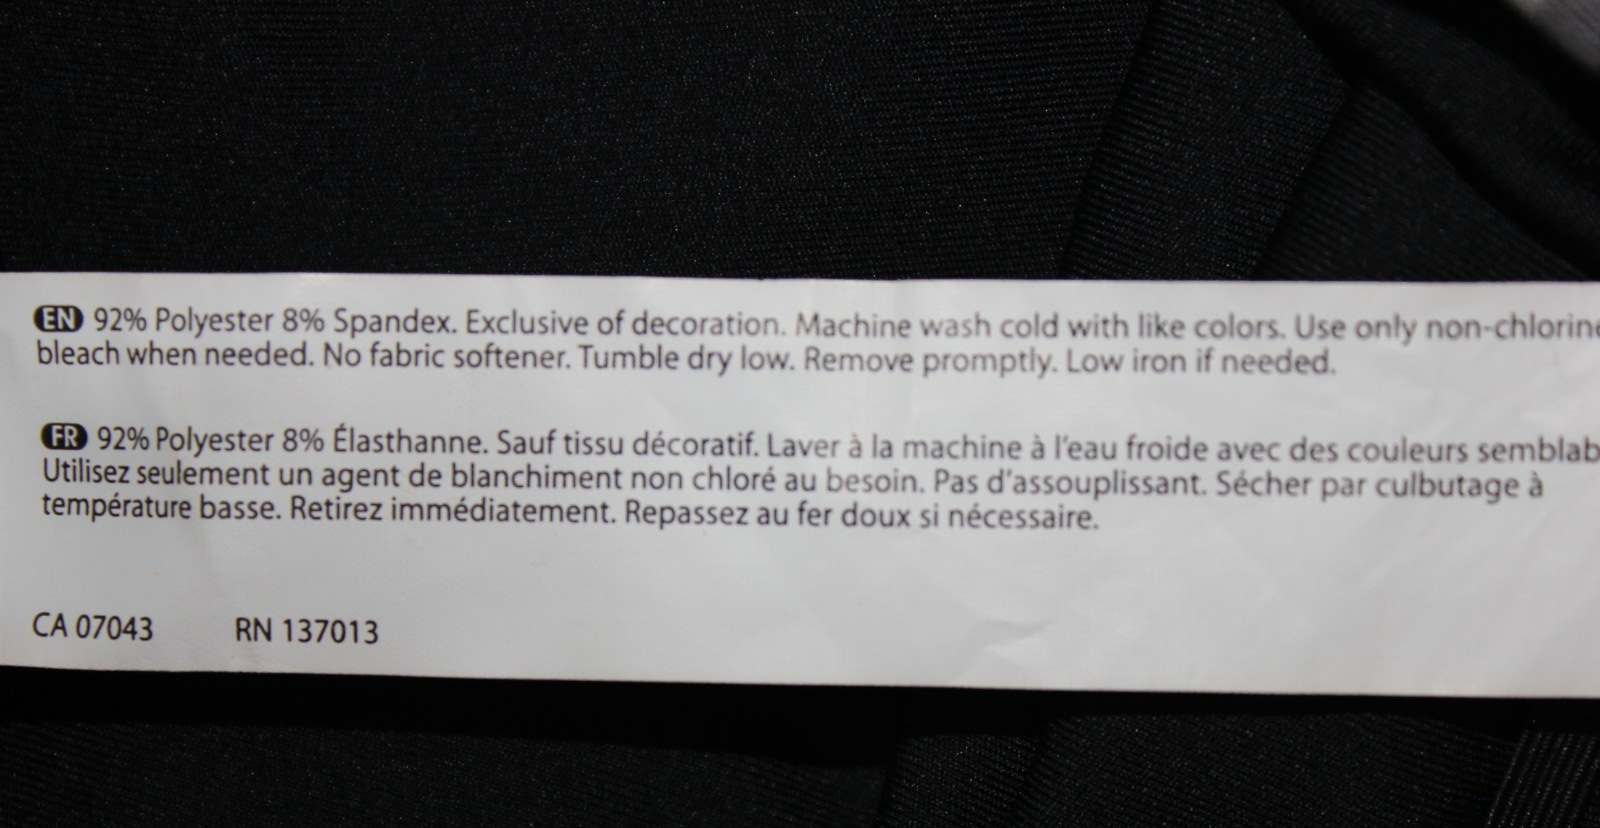 EN 92% Polyester 8% Spandex. Exclusive of decoration. Machine wash cold with like colors. Use only non-chlorine
bleach when needed. No fabric softener. Tumble dry low. Remove promptly. Low iron if needed.
FR 92% Polyester 8% Élasthanne. Sauf tissu décoratif. Laver à la machine à l'eau froide avec des couleurs semblab
Utilisez seulement un agent de blanchiment non chloré au besoin. Pas d'assouplissant. Sécher par culbutage à
température basse. Retirez immédiatement. Repassez au fer doux si nécessaire.
CA 07043 RN 137013